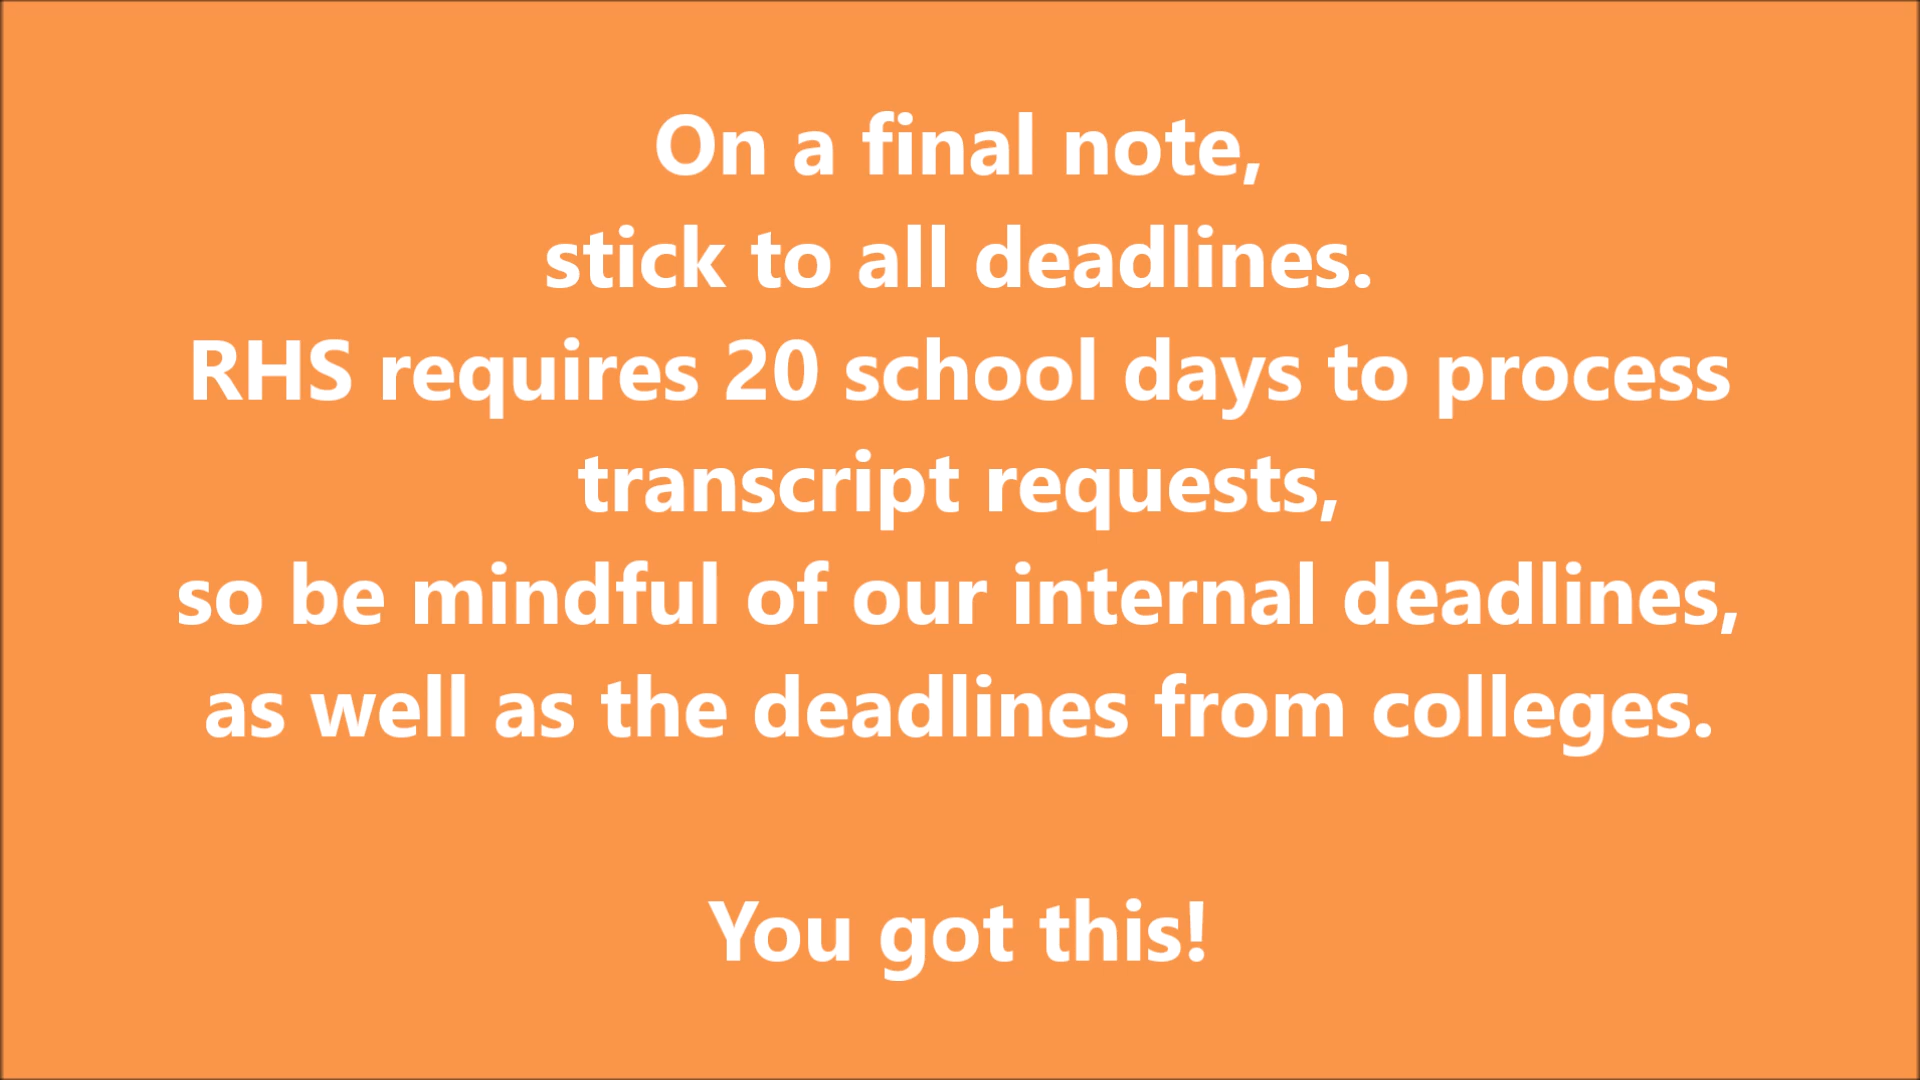 On a final note,
stick to all deadlines.
RHS requires 20 school days to process
transcript requests,
so be mindful of our internal deadlines,
as well as the deadlines from colleges.
You got this!